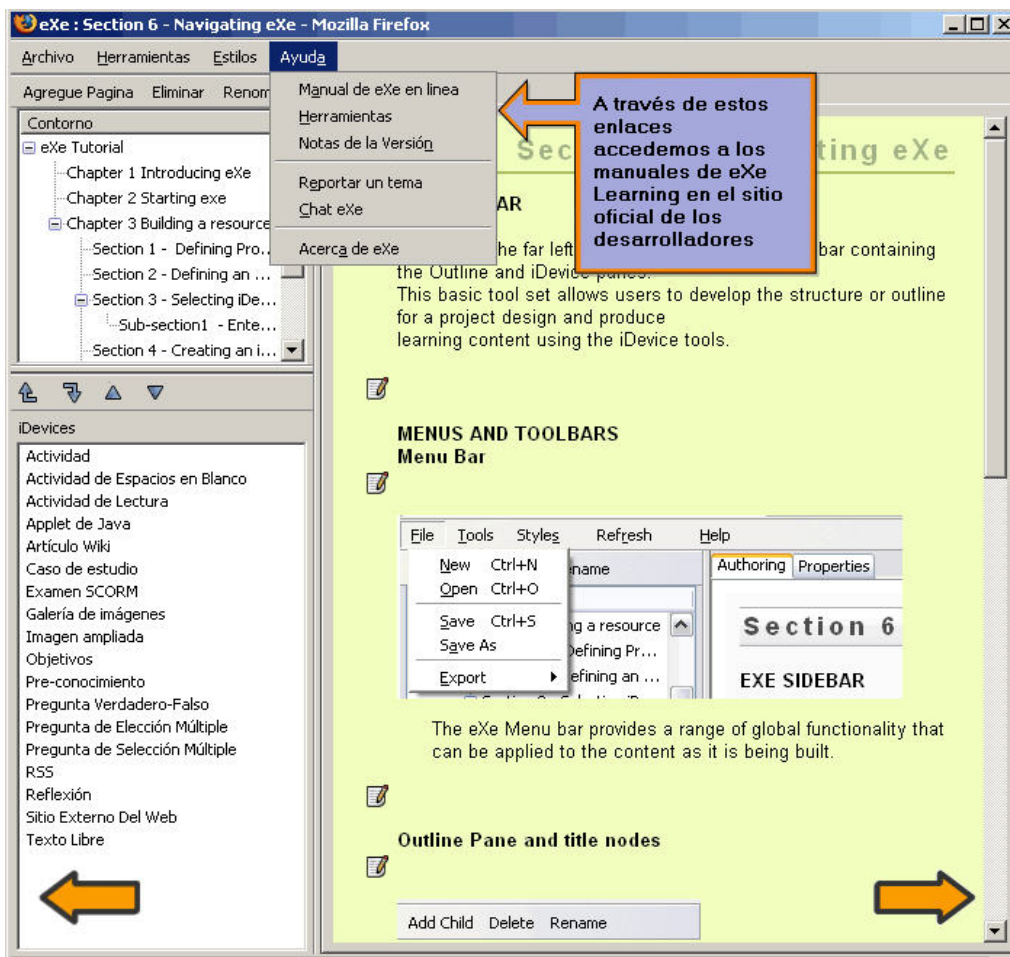 eXe : Section 6 - Navigating eXe - Mozilla Firefox
Archivo Herramientas Estilos Ayuda
Agregue Pagina Eliminar Renom
Manual de eXe en linea
Herramientas
Notas de la Versión
Reportar un tema
Chat eXe
Acerca de eXe
A través de estos
enlaces
accedemos a los
manuales de eXe
Learning en el sitio
oficial de los
desarrolladores
Contorno
eXe Tutorial
Chapter 1 Introducing eXe
Chapter 2 Starting exe
Chapter 3 Building a resource
Section 1 - Defining Pro...
Section 2 - Defining an ...
Section 3 - Selecting iDe...
Sub-section1 - Ente...
Section 4 - Creating an i...
iDevices
Actividad
Actividad de Espacios en Blanco
Actividad de Lectura
Applet de Java
Artículo Wiki
Caso de estudio
Examen SCORM
Galería de imágenes
Imagen ampliada
Objetivos
Pre-conocimiento
Pregunta Verdadero-Falso
Pregunta de Elección Múltiple
Pregunta de Selección Múltiple
RSS
Reflexión
Sitio Externo Del Web
Texto Libre
Sec ting eXe
AR
he far left bar containing
the Outline and iDevice panes.
This basic tool set allows users to develop the structure or outline
for a project design and produce
learning content using the iDevice tools.
MENUS AND TOOLBARS
Menu Bar
File Tools Styles Refresh Help
New Ctrl+N
Open Ctrl+O
Save Ctrl+S
Save As
Export
name
g a resource
Defining Pr...
efining an ...
Authoring Properties
Section 6
EXE SIDEBAR
The eXe Menu bar provides a range of global functionality that
can be applied to the content as it is being built.
Outline Pane and title nodes
Add Child Delete Rename